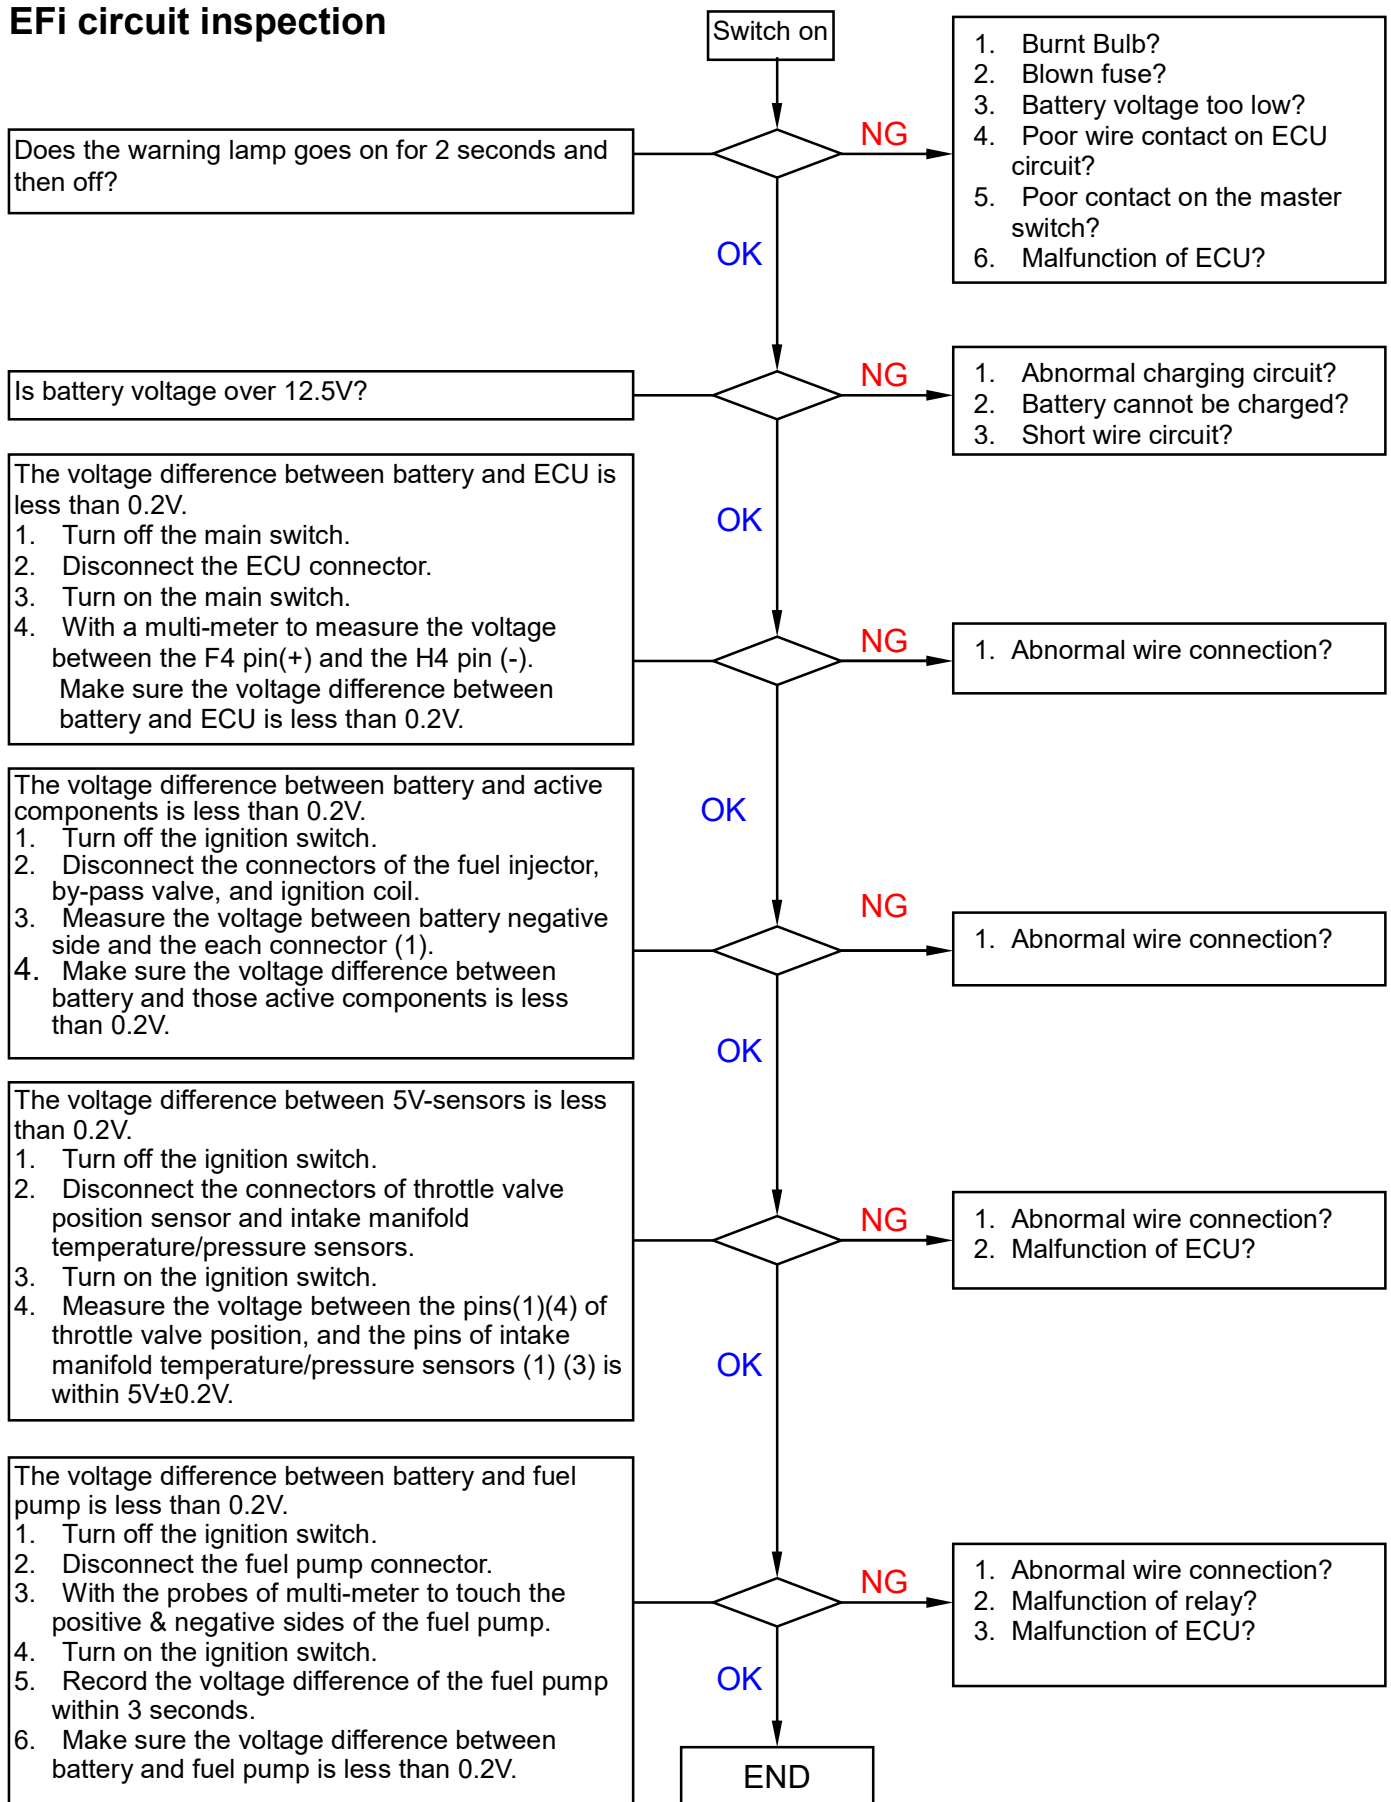 EFi circuit inspection
Switch on
Does the warning lamp goes on for 2 seconds and
then off?
NG
1. Burnt Bulb?
2. Blown fuse?
3. Battery voltage too low?
4. Poor wire contact on ECU
circuit?
5. Poor contact on the master
switch?
6. Malfunction of ECU?
OK
Is battery voltage over 12.5V?
NG
1. Abnormal charging circuit?
2. Battery cannot be charged?
3. Short wire circuit?
OK
The voltage difference between battery and ECU is
less than 0.2V.
1. Turn off the main switch.
2. Disconnect the ECU connector.
3. Turn on the main switch.
4. With a multi-meter to measure the voltage
between the F4 pin(+) and the H4 pin (-).
Make sure the voltage difference between
battery and ECU is less than 0.2V.
NG
1. Abnormal wire connection?
OK
The voltage difference between battery and active
components is less than 0.2V.
1. Turn off the ignition switch.
2. Disconnect the connectors of the fuel injector,
by-pass valve, and ignition coil.
3. Measure the voltage between battery negative
side and the each connector (1).
4. Make sure the voltage difference between
battery and those active components is less
than 0.2V.
NG
1. Abnormal wire connection?
OK
The voltage difference between 5V-sensors is less
than 0.2V.
1. Turn off the ignition switch.
2. Disconnect the connectors of throttle valve
position sensor and intake manifold
temperature/pressure sensors.
3. Turn on the ignition switch.
4. Measure the voltage between the pins(1)(4) of
throttle valve position, and the pins of intake
manifold temperature/pressure sensors (1) (3) is
within 5V±0.2V.
NG
1. Abnormal wire connection?
2. Malfunction of ECU?
OK
The voltage difference between battery and fuel
pump is less than 0.2V.
1. Turn off the ignition switch.
2. Disconnect the fuel pump connector.
3. With the probes of multi-meter to touch the
positive & negative sides of the fuel pump.
4. Turn on the ignition switch.
5. Record the voltage difference of the fuel pump
within 3 seconds.
6. Make sure the voltage difference between
battery and fuel pump is less than 0.2V.
NG
1. Abnormal wire connection?
2. Malfunction of relay?
3. Malfunction of ECU?
OK
END